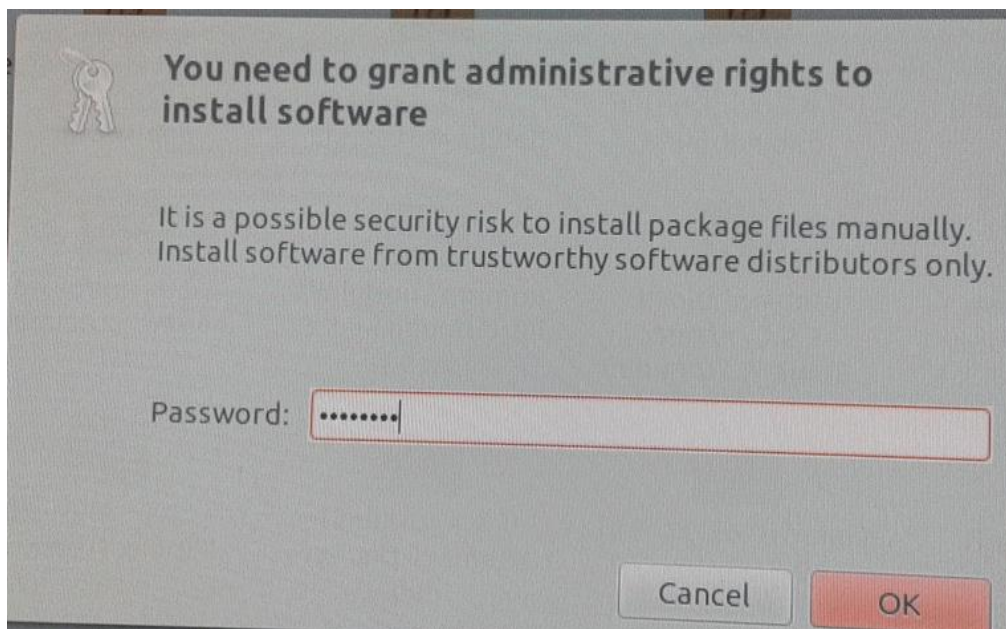 You need to grant administrative rights to
install software
It is a possible security risk to install package files manually.
Install software from trustworthy software distributors only.
Password: ••••••••
Cancel OK